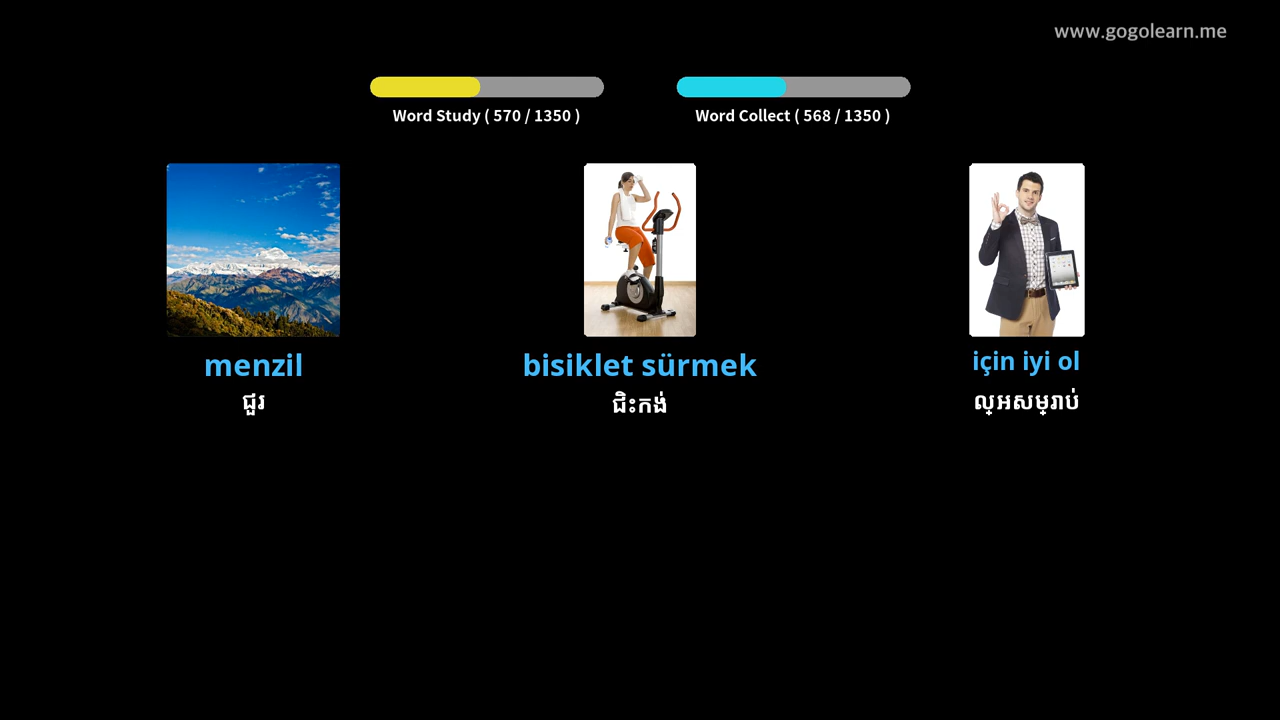 www.gogolearn.me
Word Study ( 570 / 1350 )
Word Collect ( 568 / 1350 )
menzil
bisiklet sürmek
için iyi ol
ជួរ
ជិះកង់
ល្អសម្រាប់